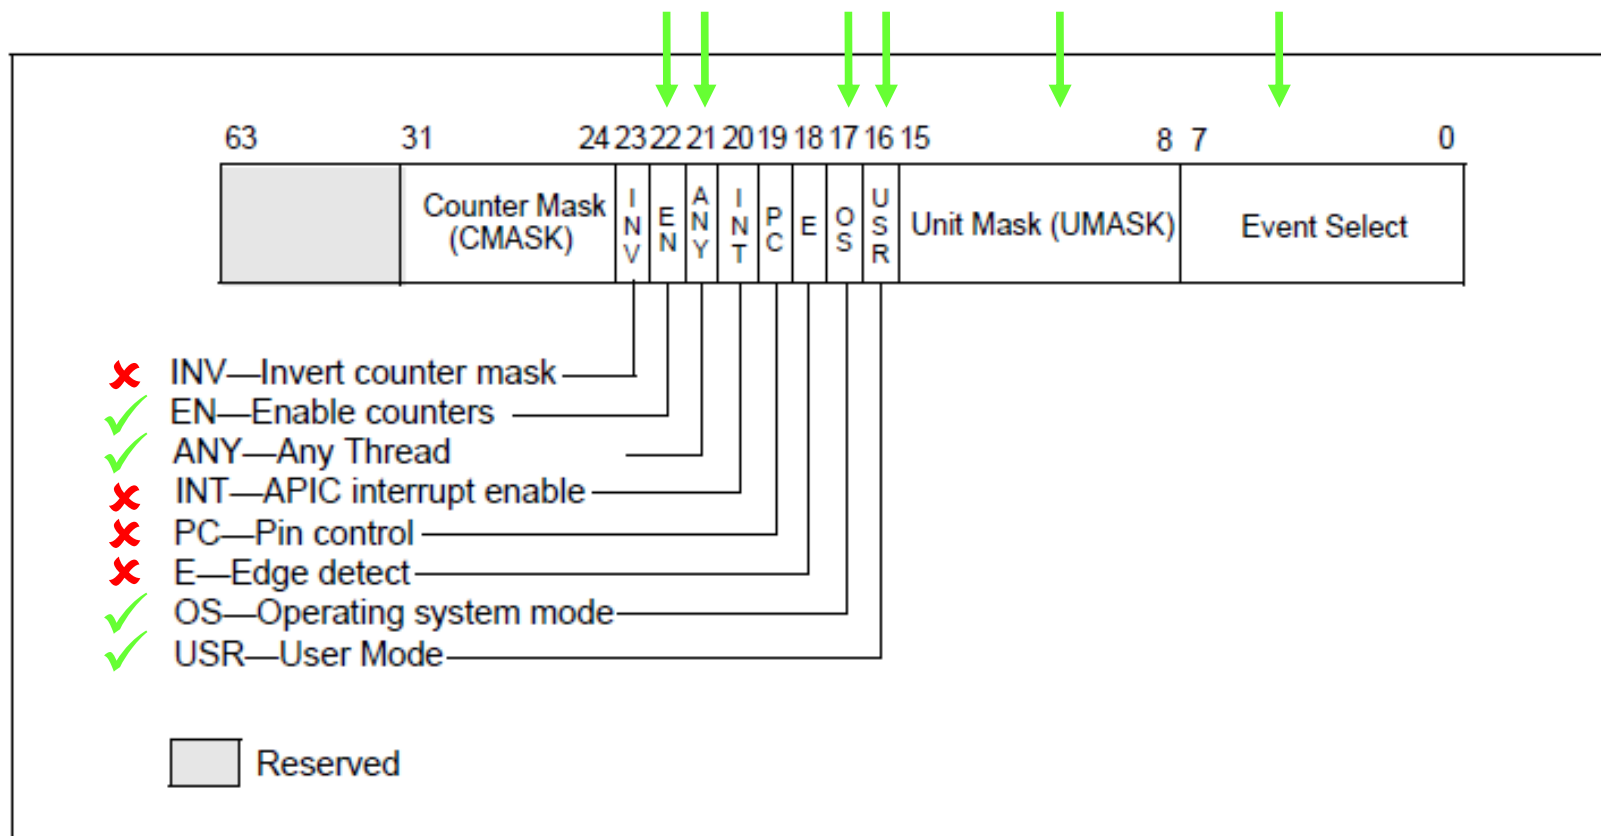 63 31 24 23 22 21 20 19 18 17 16 15 8 7 0
Counter Mask
(CMASK)
INV
EN
ANY
INT
PC
E
OS
USR
Unit Mask (UMASK)
Event Select
INV—Invert counter mask
EN—Enable counters
ANY—Any Thread
INT—APIC interrupt enable
PC—Pin control
E—Edge detect
OS—Operating system mode
USR—User Mode
Reserved